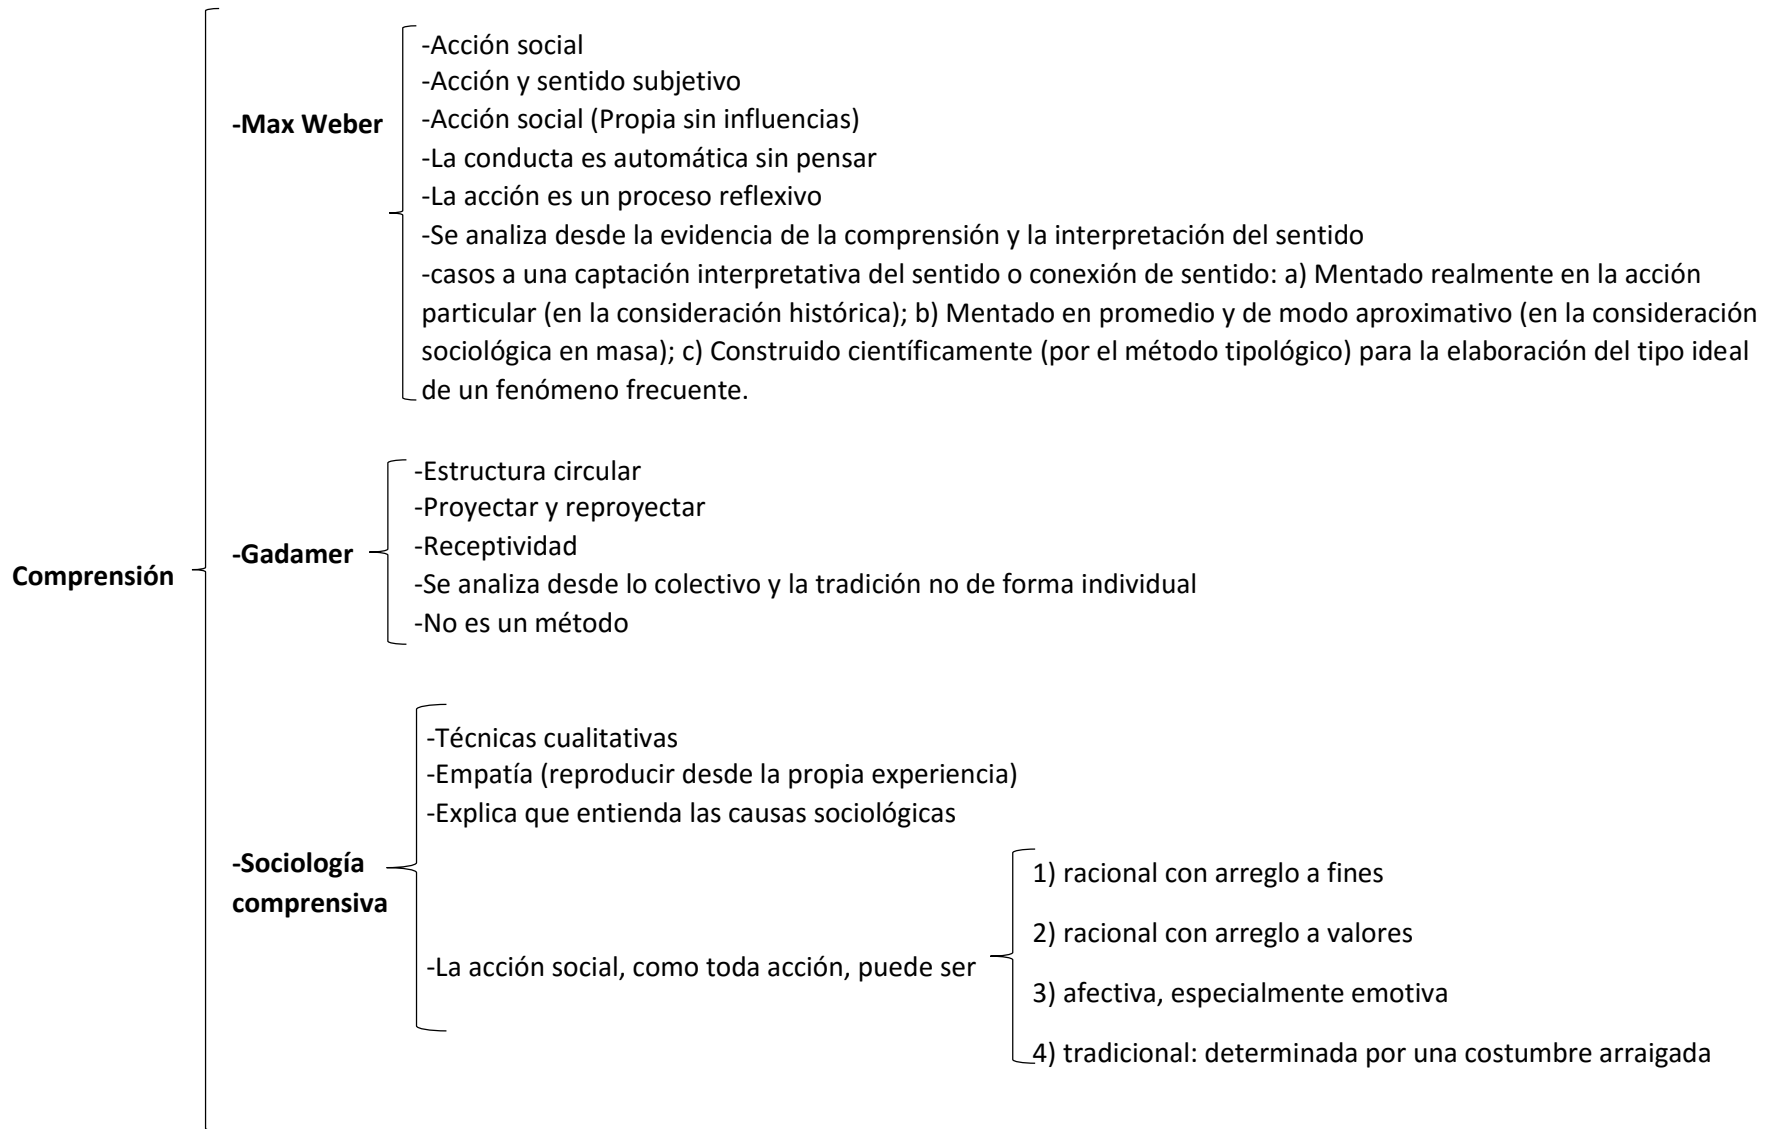 Comprensión
-Max Weber
-Acción social
-Acción y sentido subjetivo
-Acción social (Propia sin influencias)
-La conducta es automática sin pensar
-La acción es un proceso reflexivo
-Se analiza desde la evidencia de la comprensión y la interpretación del sentido
-casos a una captación interpretativa del sentido o conexión de sentido: a) Mentado realmente en la acción
particular (en la consideración histórica); b) Mentado en promedio y de modo aproximativo (en la consideración
sociológica en masa); c) Construido científicamente (por el método tipológico) para la elaboración del tipo ideal
de un fenómeno frecuente.
-Gadamer
-Estructura circular
-Proyectar y reproyectar
-Receptividad
-Se analiza desde lo colectivo y la tradición no de forma individual
-No es un método
-Sociología
comprensiva
-Técnicas cualitativas
-Empatía (reproducir desde la propia experiencia)
-Explica que entienda las causas sociológicas
-La acción social, como toda acción, puede ser
1) racional con arreglo a fines
2) racional con arreglo a valores
3) afectiva, especialmente emotiva
4) tradicional: determinada por una costumbre arraigada